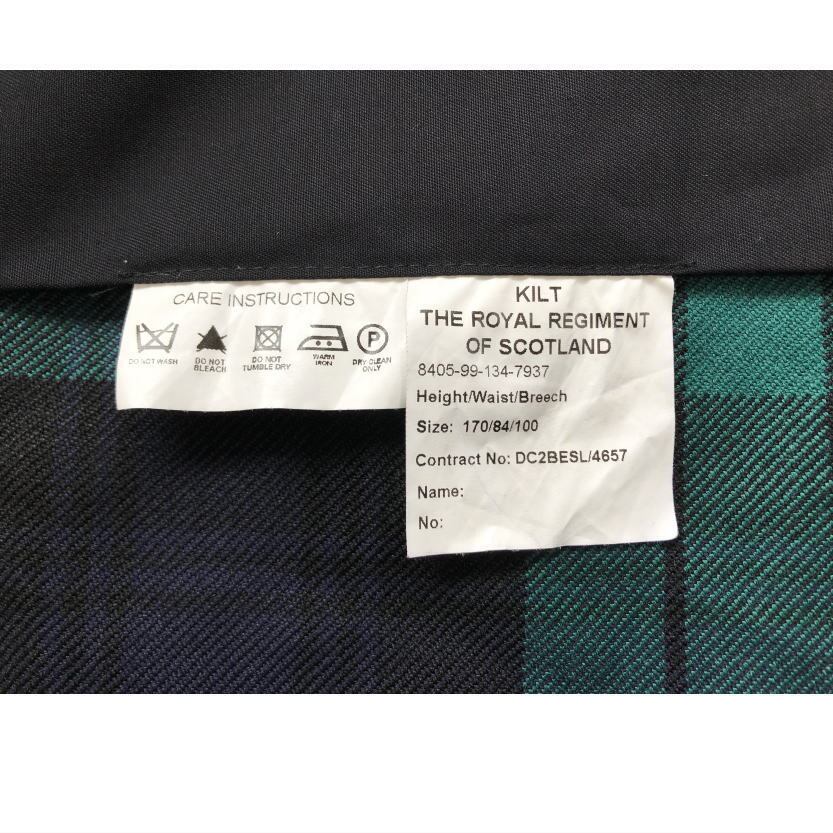 CARE INSTRUCTIONS
DO NOT WASH
DO NOT
BLEACH
DO NOT
TUMBLE DRY
WARM
IRON
P
DRY CLEAN
ONLY
KILT
THE ROYAL REGIMENT
OF SCOTLAND
8405-99-134-7937
Height/Waist/Breech
Size: 170/84/100
Contract No: DC2BESL/4657
Name:
No: